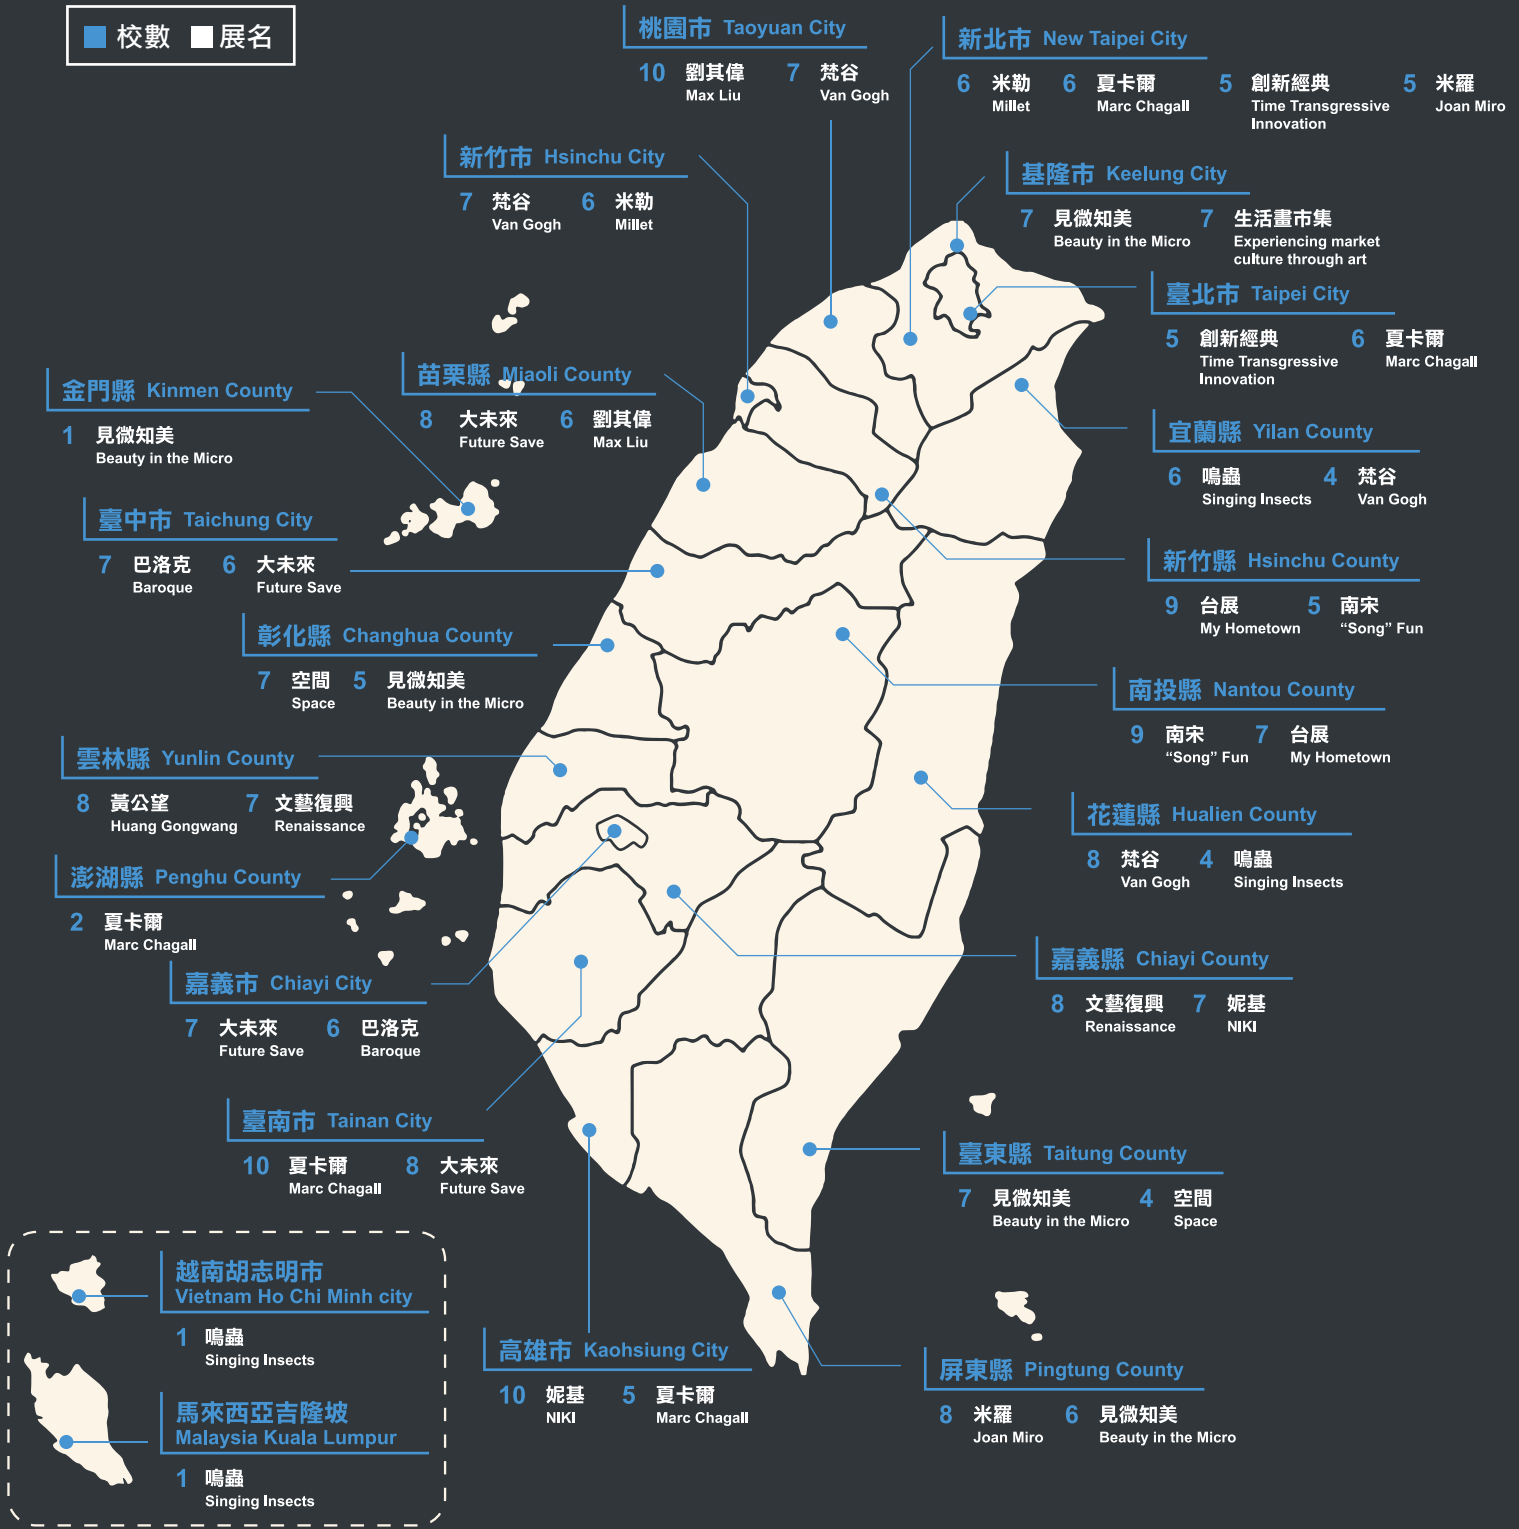 校數 展名
桃園市 Taoyuan City
10 劉其偉 7 梵谷
Max Liu Van Gogh
新北市 New Taipei City
6 米勒 6 夏卡爾 5 創新經典 5 米羅
Millet Marc Chagall Time Transgressive Joan Miro
Innovation
新竹市 Hsinchu City
7 梵谷 6 米勒
Van Gogh Millet
基隆市 Keelung City
7 見微知美 7 生活畫市集
Beauty in the Micro Experiencing market
culture through art
臺北市 Taipei City
5 創新經典 6 夏卡爾
Time Transgressive Marc Chagall
Innovation
金門縣 Kinmen County
1 見微知美
Beauty in the Micro
苗栗縣 Miaoli County
8 大未來 6 劉其偉
Future Save Max Liu
宜蘭縣 Yilan County
6 鳴蟲 4 梵谷
Singing Insects Van Gogh
臺中市 Taichung City
7 巴洛克 6 大未來
Baroque Future Save
新竹縣 Hsinchu County
9 台展 5 南宋
My Hometown “Song” Fun
彰化縣 Changhua County
7 空間 5 見微知美
Space Beauty in the Micro
南投縣 Nantou County
9 南宋 7 台展
“Song” Fun My Hometown
雲林縣 Yunlin County
8 黃公望 7 文藝復興
Huang Gongwang Renaissance
花蓮縣 Hualien County
8 梵谷 4 鳴蟲
Van Gogh Singing Insects
澎湖縣 Penghu County
2 夏卡爾
Marc Chagall
嘉義市 Chiayi City
7 大未來 6 巴洛克
Future Save Baroque
嘉義縣 Chiayi County
8 文藝復興 7 妮基
Renaissance NIKI
臺南市 Tainan City
10 夏卡爾 8 大未來
Marc Chagall Future Save
臺東縣 Taitung County
7 見微知美 4 空間
Beauty in the Micro Space
越南胡志明市
Vietnam Ho Chi Minh city
1 鳴蟲
Singing Insects
馬來西亞吉隆坡
Malaysia Kuala Lumpur
1 鳴蟲
Singing Insects
高雄市 Kaohsiung City
10 妮基 5 夏卡爾
NIKI Marc Chagall
屏東縣 Pingtung County
8 米羅 6 見微知美
Joan Miro Beauty in the Micro